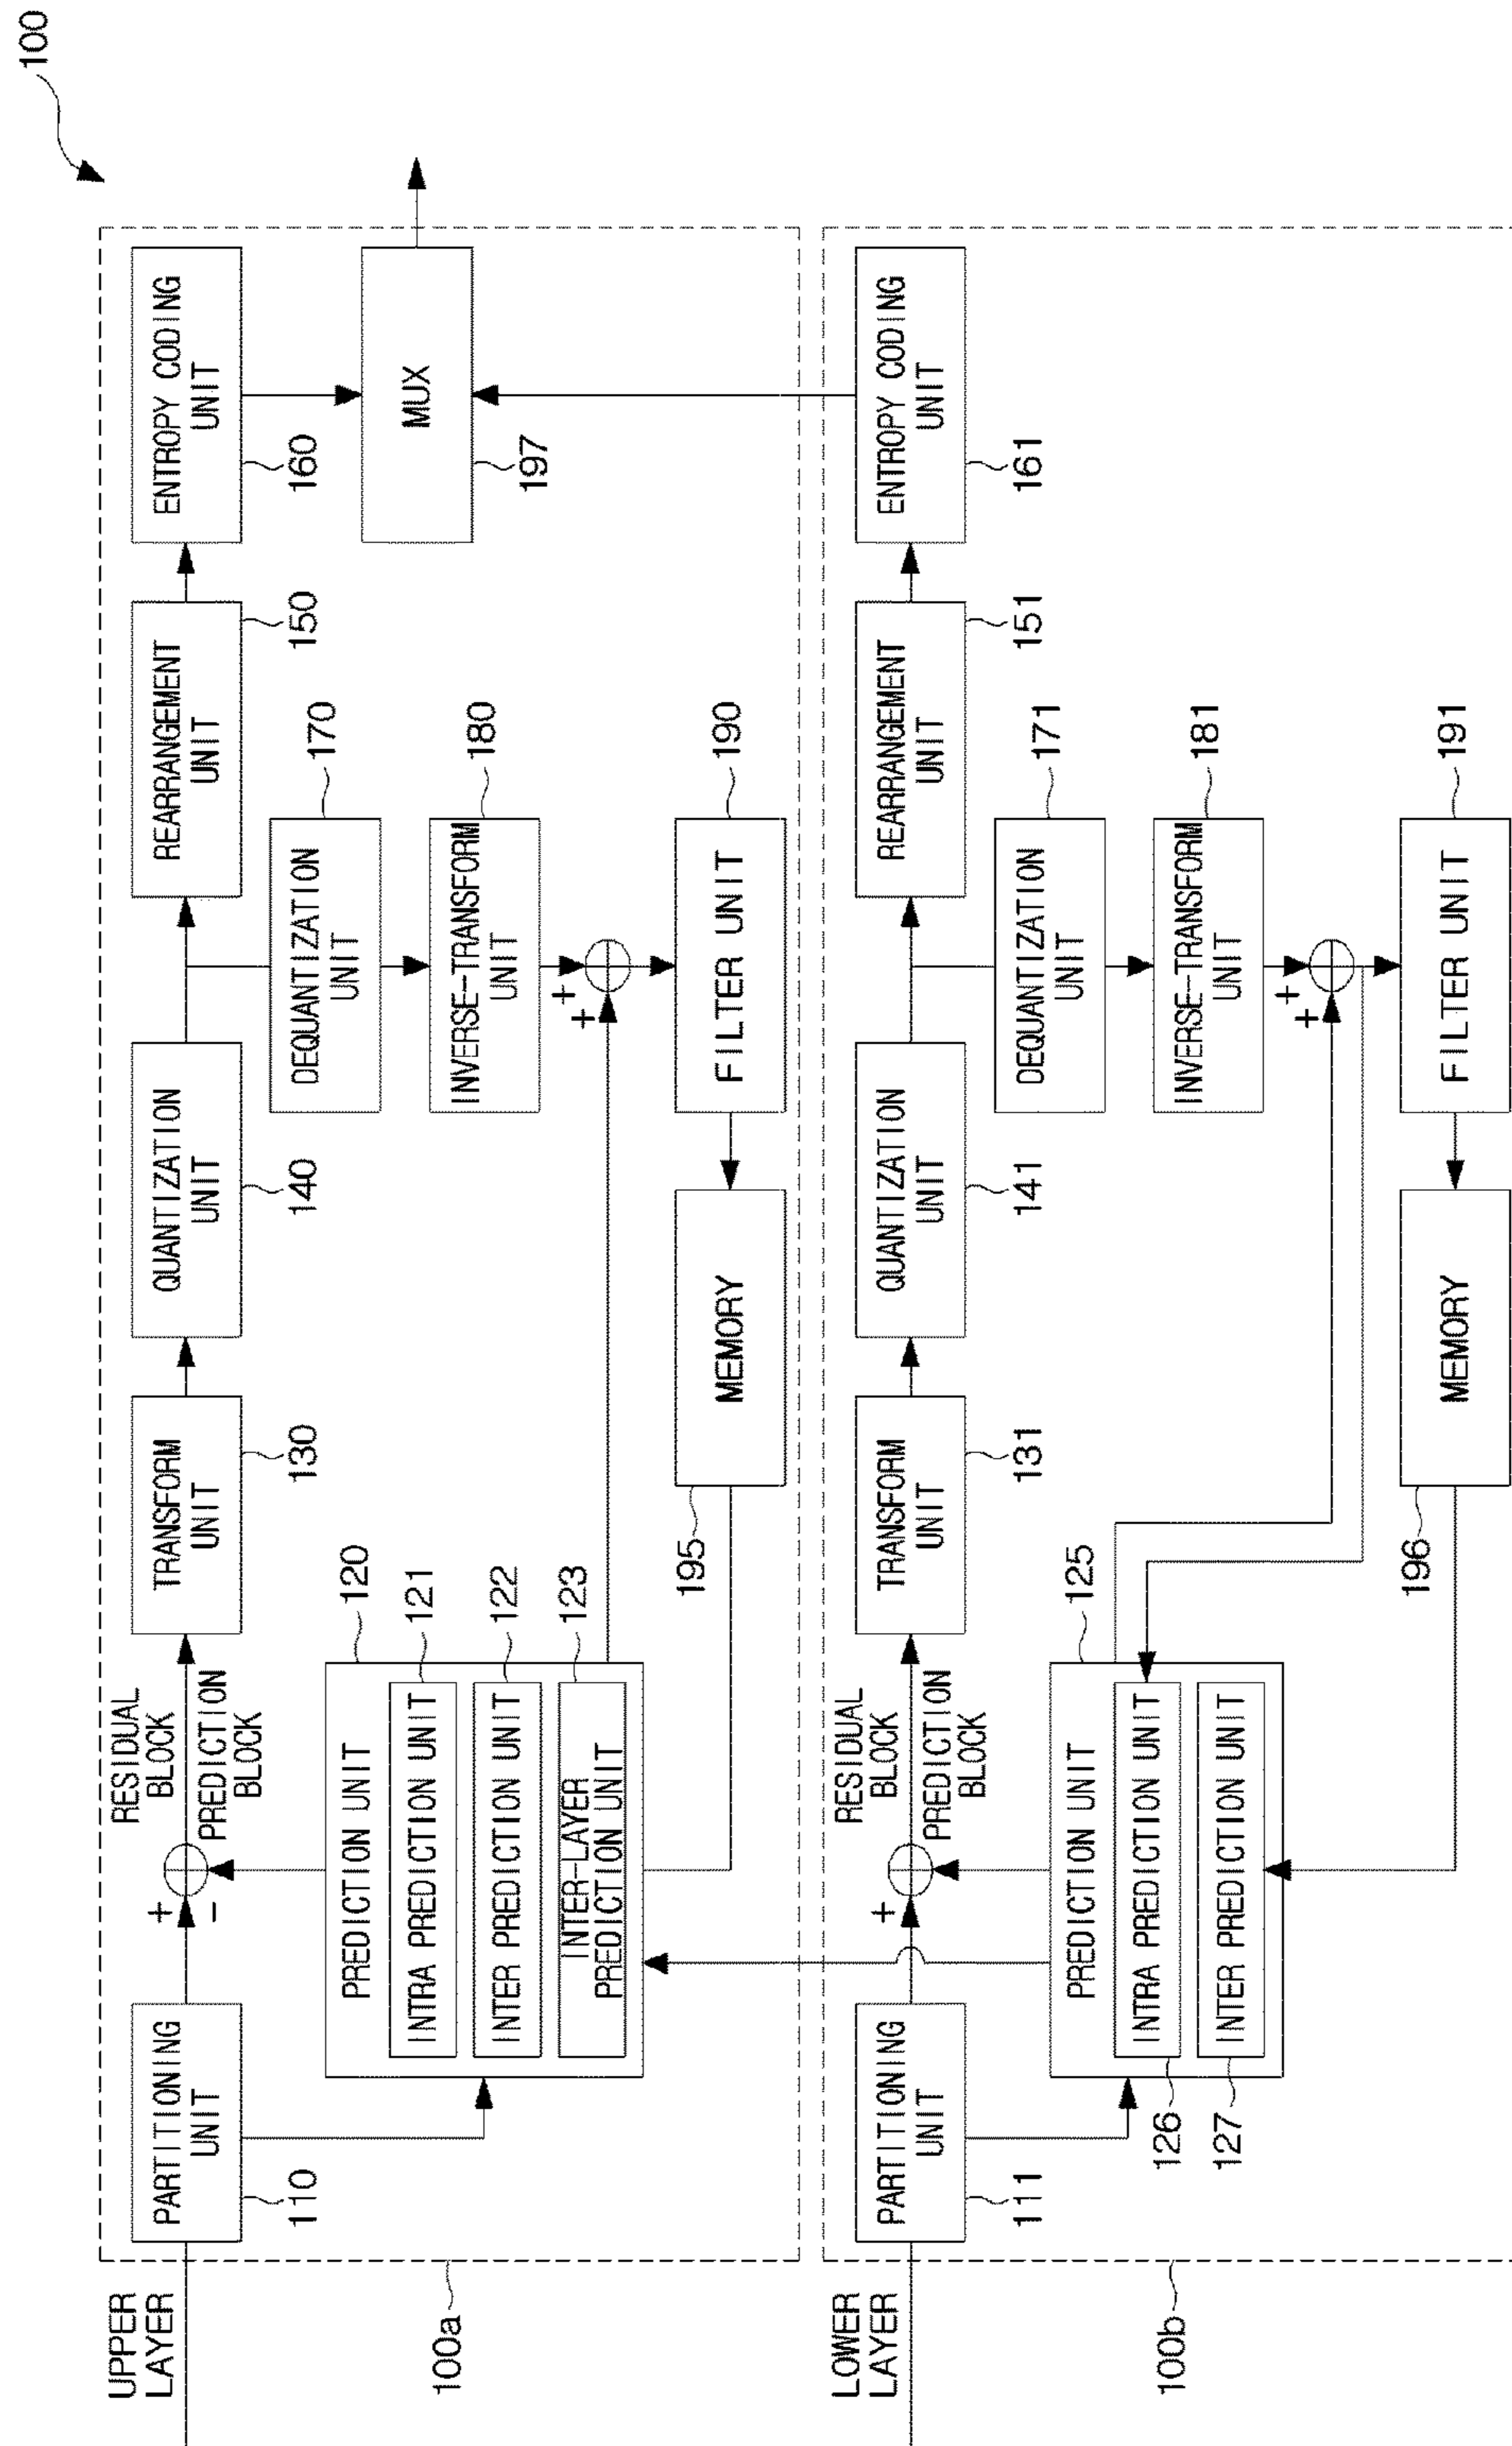 100
UPPER
LAYER
100a
PARTITIONING
UNIT
110
+
-
RESIDUAL
BLOCK
PREDICTION
BLOCK
TRANSFORM
UNIT
130
QUANTIZATION
UNIT
140
REARRANGEMENT
UNIT
150
ENTROPY CODING
UNIT
160
MUX
197
PREDICTION UNIT
120
INTRA PREDICTION UNIT
121
INTER PREDICTION UNIT
122
INTER-LAYER
PREDICTION UNIT
123
DEQUANTIZATION
UNIT
170
INVERSE-TRANSFORM
UNIT
180
+
+
FILTER UNIT
190
MEMORY
195
LOWER
LAYER
100b
PARTITIONING
UNIT
111
+
RESIDUAL
BLOCK
PREDICTION
BLOCK
TRANSFORM
UNIT
131
QUANTIZATION
UNIT
141
REARRANGEMENT
UNIT
151
ENTROPY CODING
UNIT
161
PREDICTION UNIT
125
INTRA PREDICTION UNIT
126
INTER PREDICTION UNIT
127
DEQUANTIZATION
UNIT
171
INVERSE-TRANSFORM
UNIT
181
+
+
FILTER UNIT
191
MEMORY
196